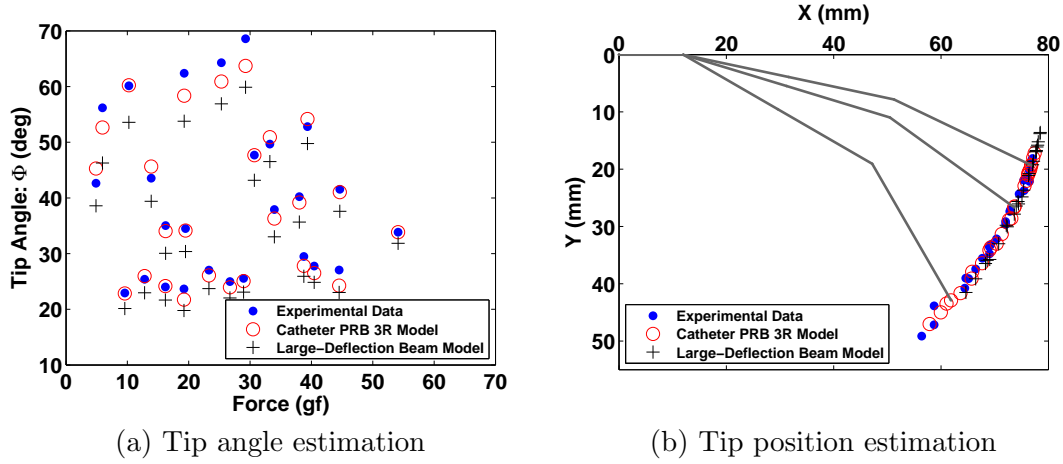 70
60
50
40
30
20
10
0 10 20 30 40 50 60 70
Tip Angle: Φ (deg)
Force (gf)
Experimental Data
Catheter PRB 3R Model
Large−Deflection Beam Model
(a) Tip angle estimation
X (mm)
0 20 40 60 80
0
10
20
30
40
50
Y (mm)
Experimental Data
Catheter PRB 3R Model
Large−Deflection Beam Model
(b) Tip position estimation